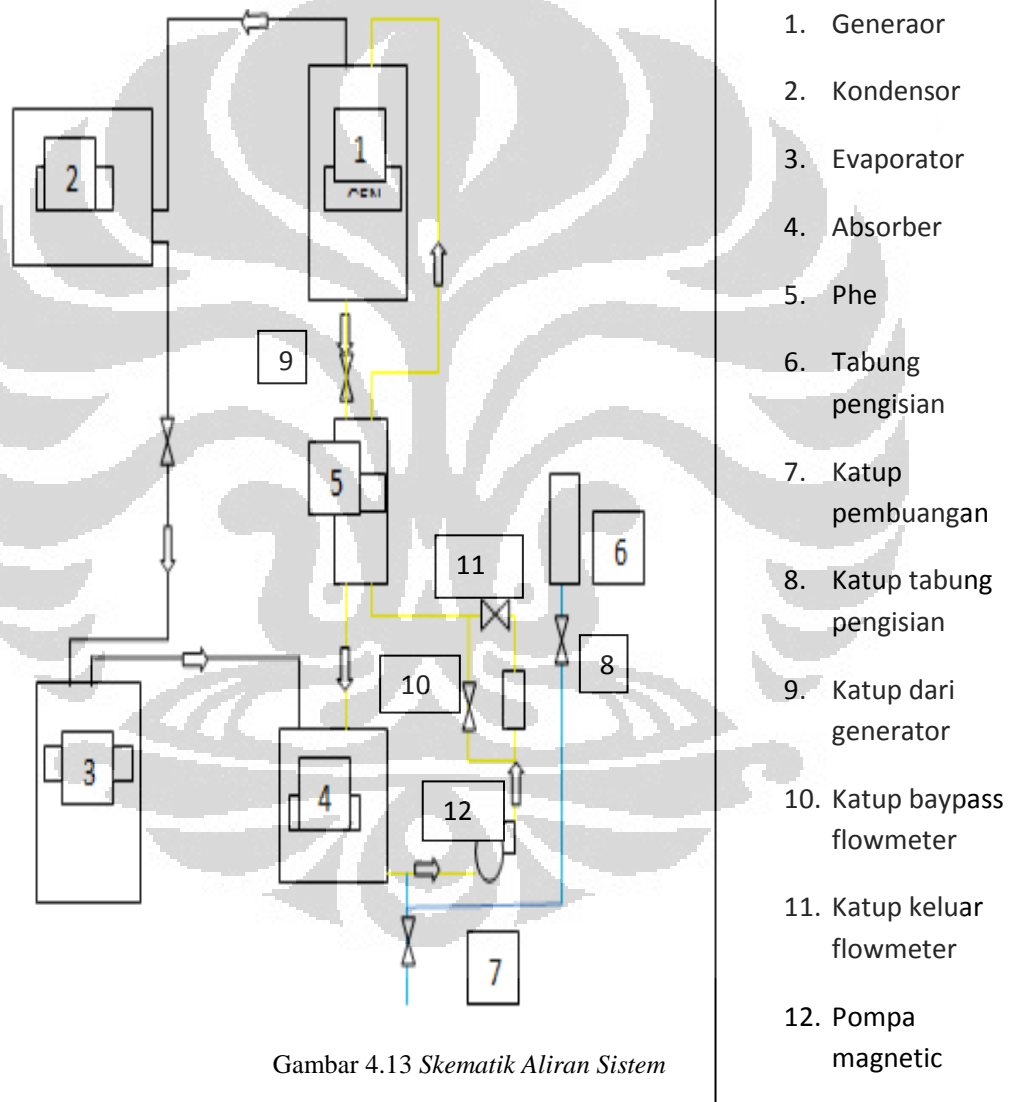 1. Generaor
2. Kondensor
3. Evaporator
4. Absorber
5. Phe
6. Tabung
pengisian
7. Katup
pembuangan
8. Katup tabung
pengisian
9. Katup dari
generator
10. Katup baypass
flowmeter
11. Katup keluar
flowmeter
12. Pompa
magnetic
1
2
GEN
9
5
11
6
8
10
3
4
12
7
Gambar 4.13 Skematik Aliran Sistem